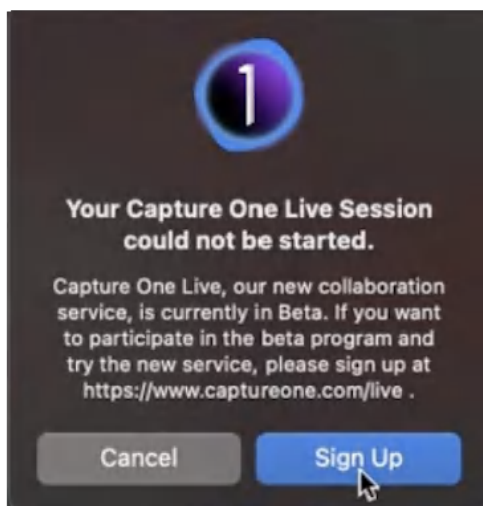 1
Your Capture One Live Session
could not be started.
Capture One Live, our new collaboration
service, is currently in Beta. If you want
to participate in the beta program and
try the new service, please sign up at
https://www.captureone.com/live .
Cancel
Sign Up